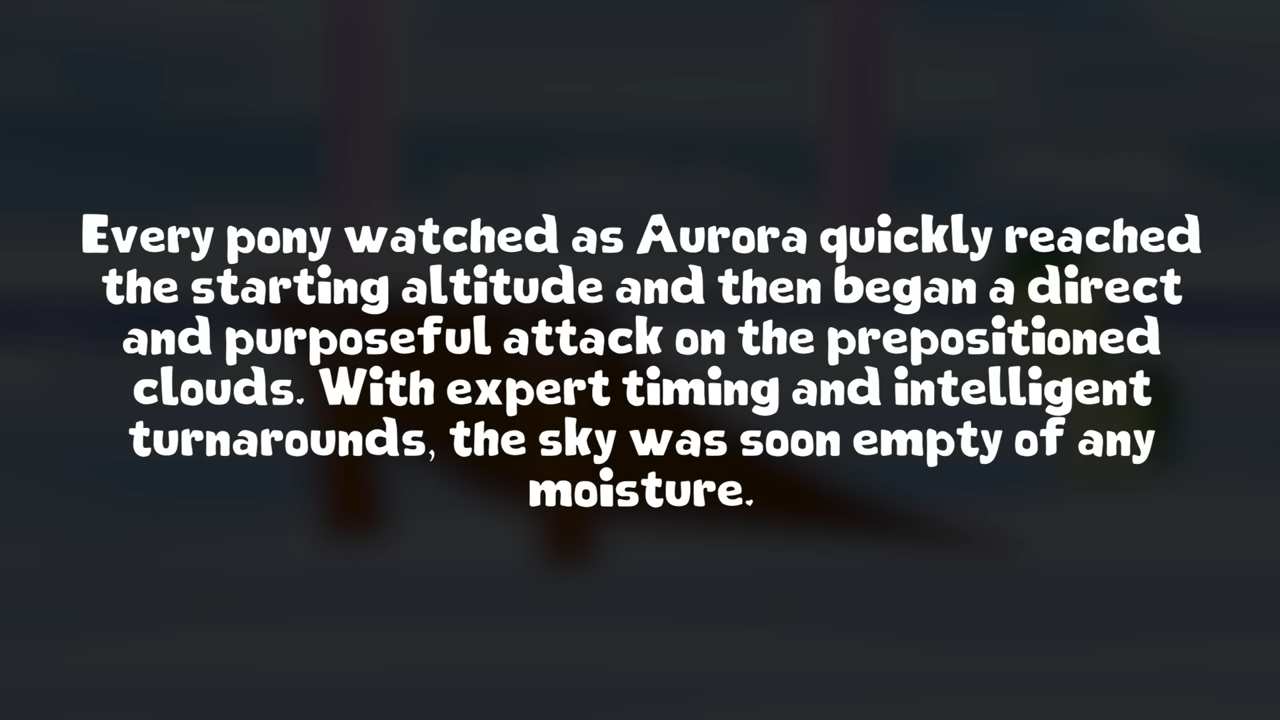 Every pony watched as Aurora quickly reached
the starting altitude and then began a direct
and purposeful attack on the prepositioned
clouds. With expert timing and intelligent
turnarounds, the sky was soon empty of any
moisture.